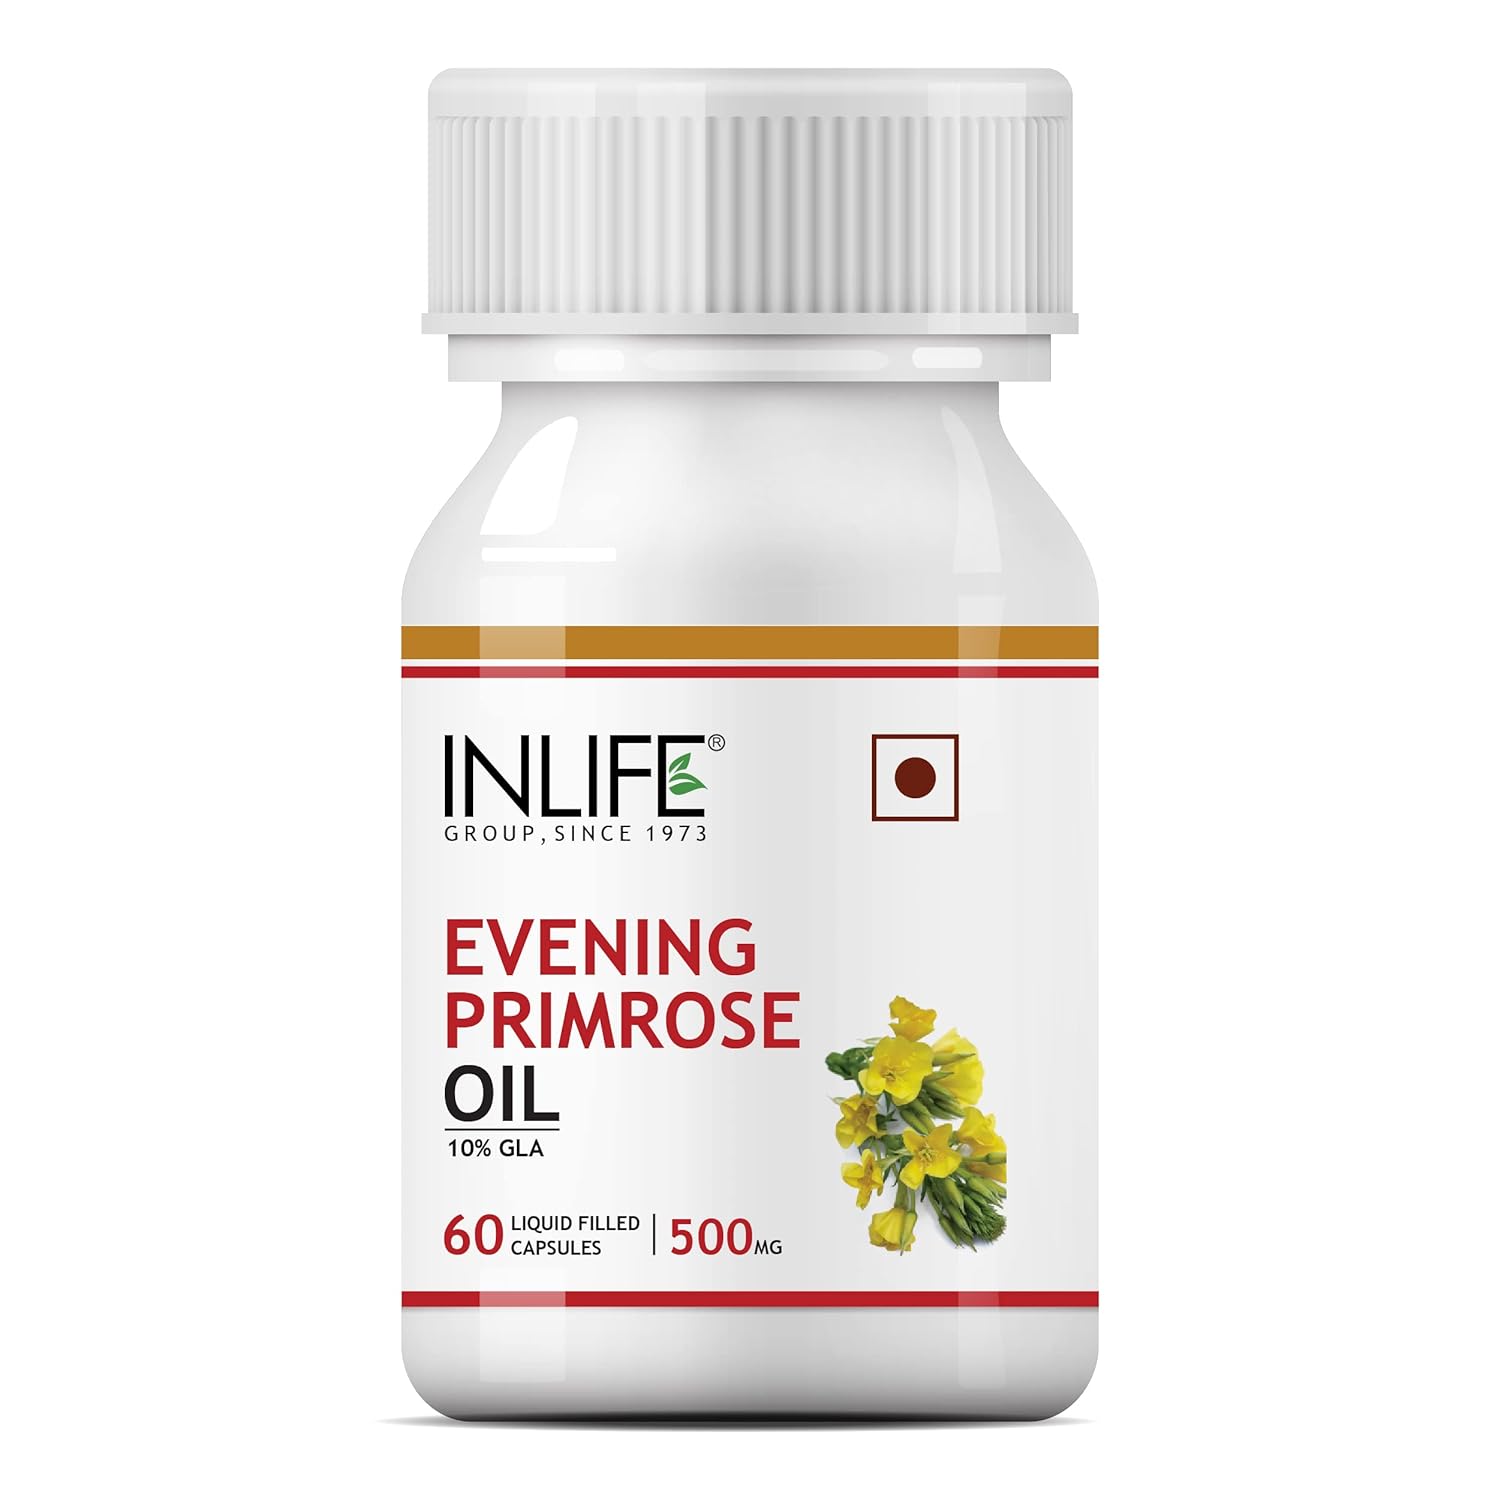 INLIFE®
GROUP, SINCE 1973
EVENING
PRIMROSE
OIL
10% GLA
60 LIQUID FILLED CAPSULES | 500MG